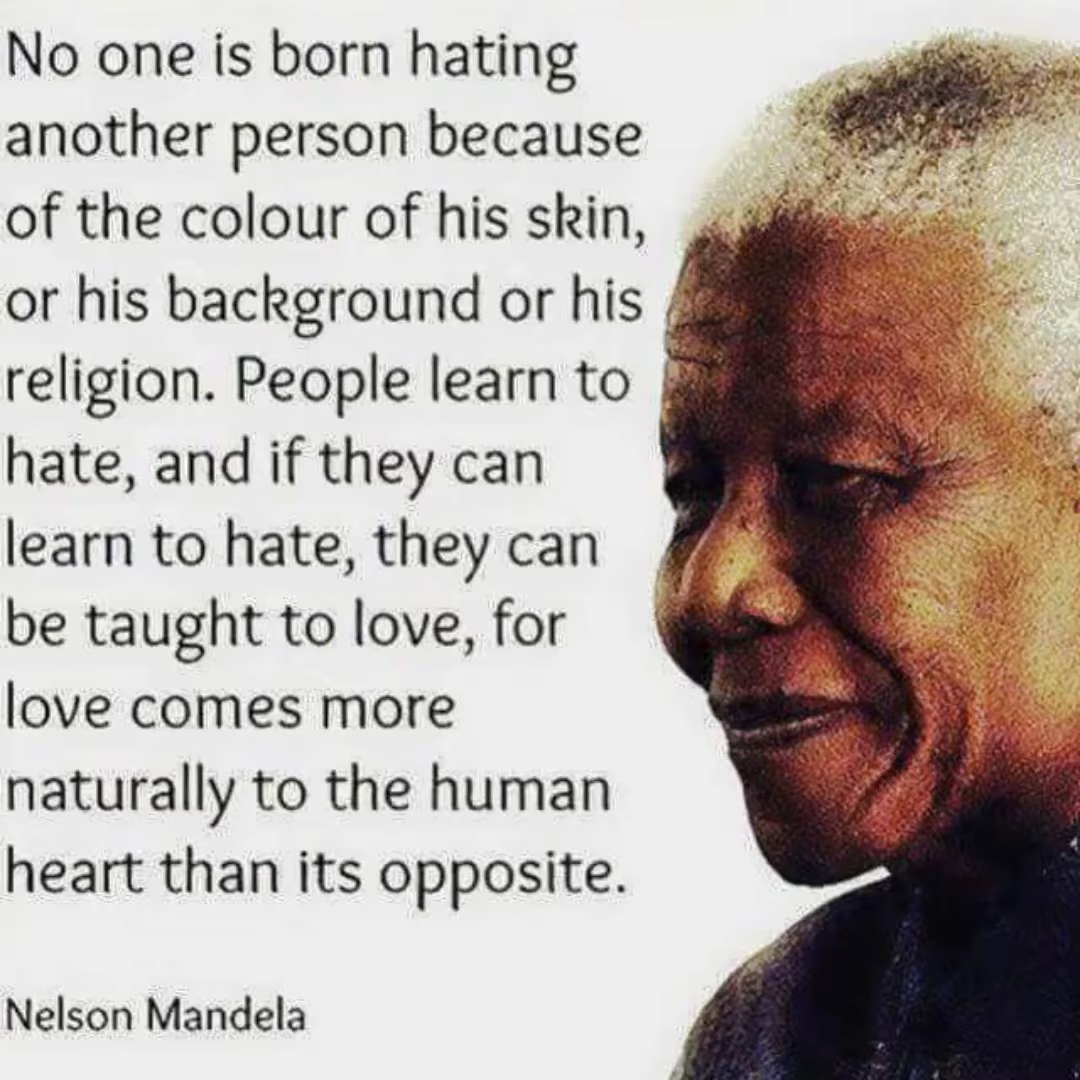 No one is born hating
another person because
of the colour of his skin,
or his background or his
religion. People learn to
hate, and if they can
learn to hate, they can
be taught to love, for
love comes more
naturally to the human
heart than its opposite.
Nelson Mandela